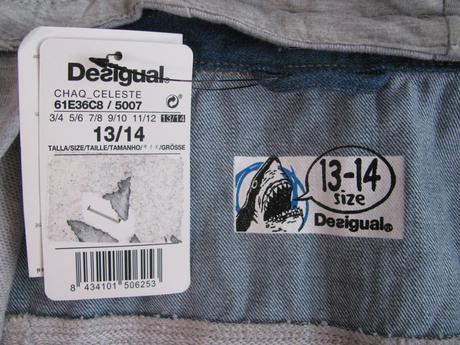 Desigual®
CHAQ_CELESTE
61E36C8 / 5007
3/4 5/6 7/8 9/10 11/12 13/14
13/14
TALLA/SIZE/TAILLE/TAMANHO/ /GRÖSSE
8 434101 506253
13-14
size
Desigual®